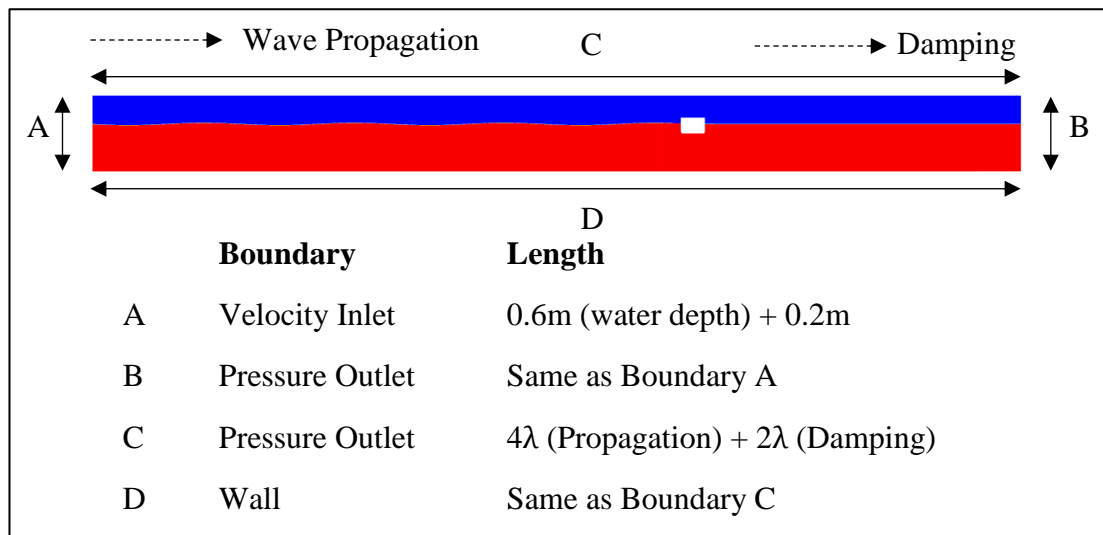 Wave Propagation
C
Damping
A
B
D
Boundary Length
A Velocity Inlet 0.6m (water depth) + 0.2m
B Pressure Outlet Same as Boundary A
C Pressure Outlet 4λ (Propagation) + 2λ (Damping)
D Wall Same as Boundary C